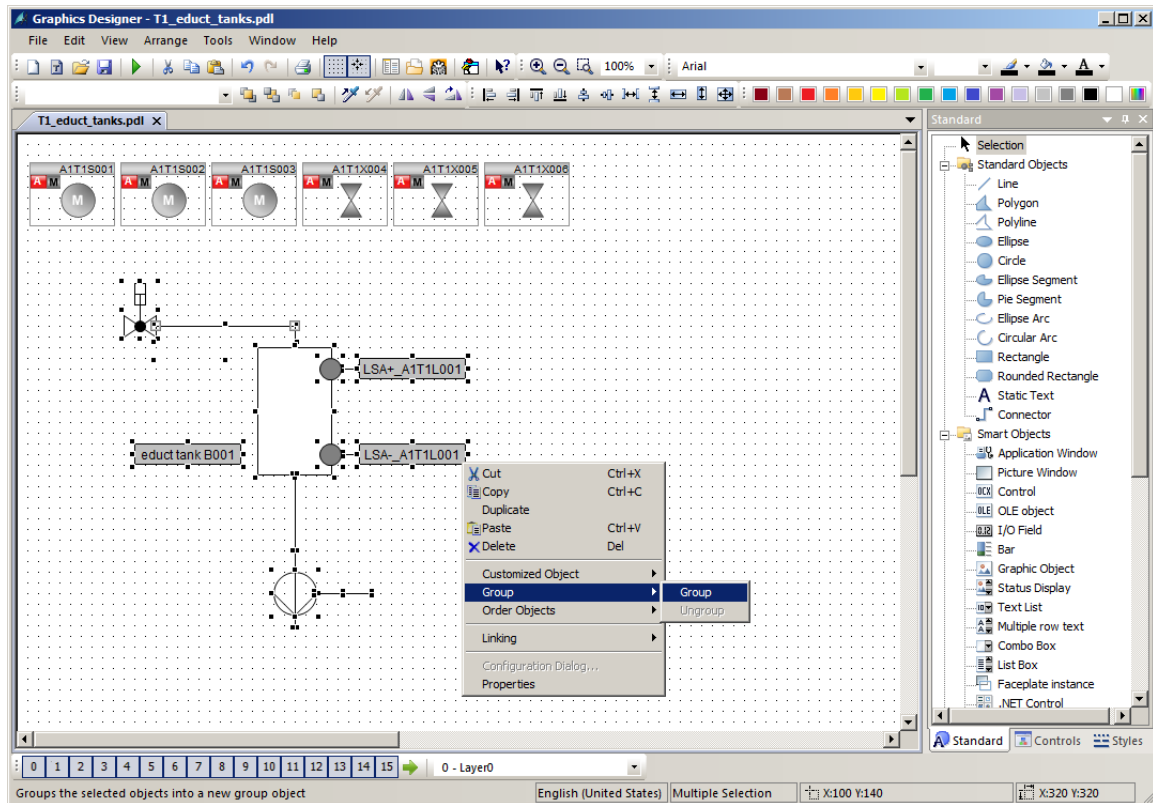 Graphics Designer - T1_educt_tanks.pdl
File Edit View Arrange Tools Window Help
100% Arial
T1_educt_tanks.pdl X
Standard
A1T1S001 A1T1S002 A1T1S003 A1T1X004 A1T1X005 A1T1X006
A M A M A M A M A M A M
M M M
LSA+_A1T1L001
educt tank B001
LSA-_A1T1L001
Cut Ctrl+X
Copy Ctrl+C
Duplicate
Paste Ctrl+V
Delete Del
Customized Object
Group
Order Objects
Linking
Configuration Dialog...
Properties
Group
Ungroup
Selection
Standard Objects
Line
Polygon
Polyline
Ellipse
Circle
Ellipse Segment
Pie Segment
Ellipse Arc
Circular Arc
Rectangle
Rounded Rectangle
A Static Text
Connector
Smart Objects
Application Window
Picture Window
OCX Control
OLE OLE object
0.12 I/O Field
Bar
Graphic Object
Status Display
Text List
Multiple row text
Combo Box
List Box
Faceplate instance
.NET Control
Standard Controls Styles
0 1 2 3 4 5 6 7 8 9 10 11 12 13 14 15 0 - Layer0
Groups the selected objects into a new group object English (United States) Multiple Selection X:100 Y:140 X:320 Y:320